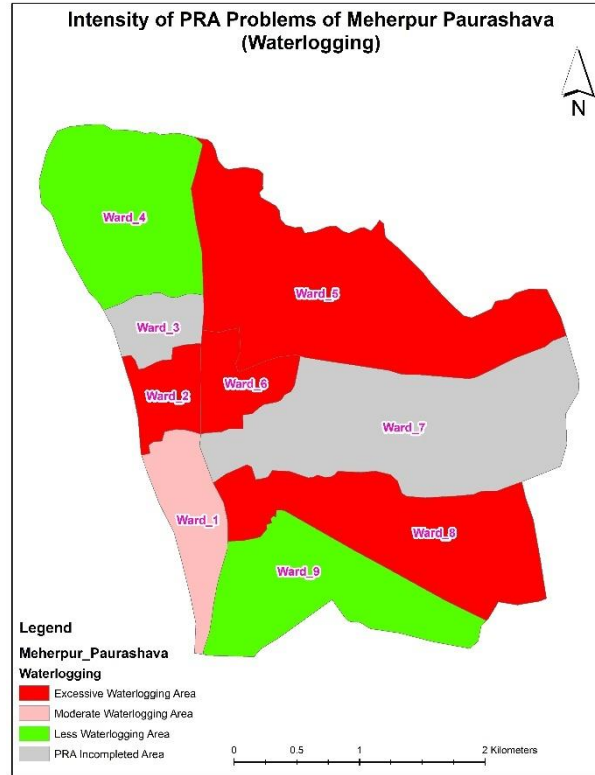 Intensity of PRA Problems of Meherpur Paurashava
(Waterlogging)
N
Ward_4
Ward_5
Ward_3
Ward_6
Ward_2
Ward_7
Ward_1
Ward_8
Ward_9
Legend
Meherpur_Paurashava
Waterlogging
Excessive Waterlogging Area
Moderate Waterlogging Area
Less Waterlogging Area
PRA Incompleted Area
0 0.5 1 2 Kilometers